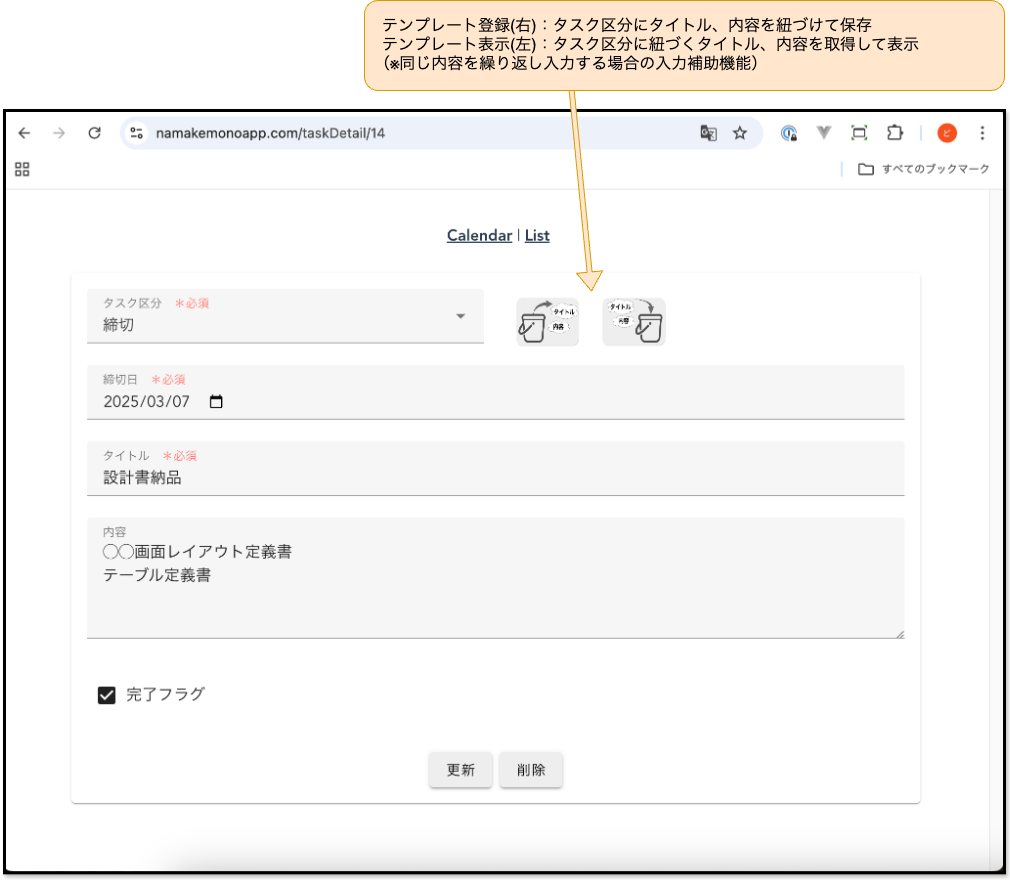 テンプレート登録(右)：タスク区分にタイトル、内容を紐づけて保存
テンプレート表示(左)：タスク区分に紐づくタイトル、内容を取得して表示
(※同じ内容を繰り返し入力する場合の入力補助機能)
namakemonoapp.com/taskDetail/14
ビ
すべてのブックマーク
Calendar | List
タスク区分 ＊必須
締切
タイトル
内容
タイトル
内容
締切日 ＊必須
2025/03/07
タイトル ＊必須
設計書納品
内容
〇〇画面レイアウト定義書
テーブル定義書
完了フラグ
更新 削除